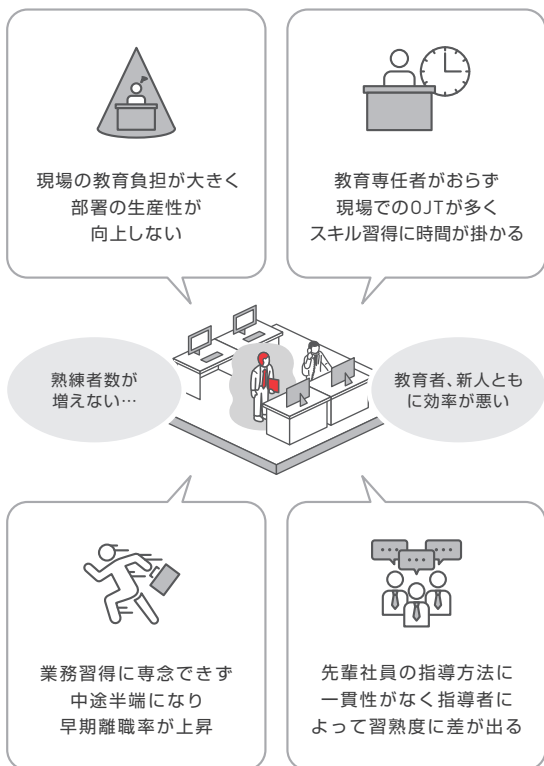 現場の教育負担が大きく
部署の生産性が
向上しない
教育専任者がおらず
現場でのOJTが多く
スキル習得に時間が掛かる
熟練者数が
増えない…
教育者、新人とも
に効率が悪い
業務習得に専念できず
中途半端になり
早期離職率が上昇
先輩社員の指導方法に
一貫性がなく指導者に
よって習熟度に差が出る